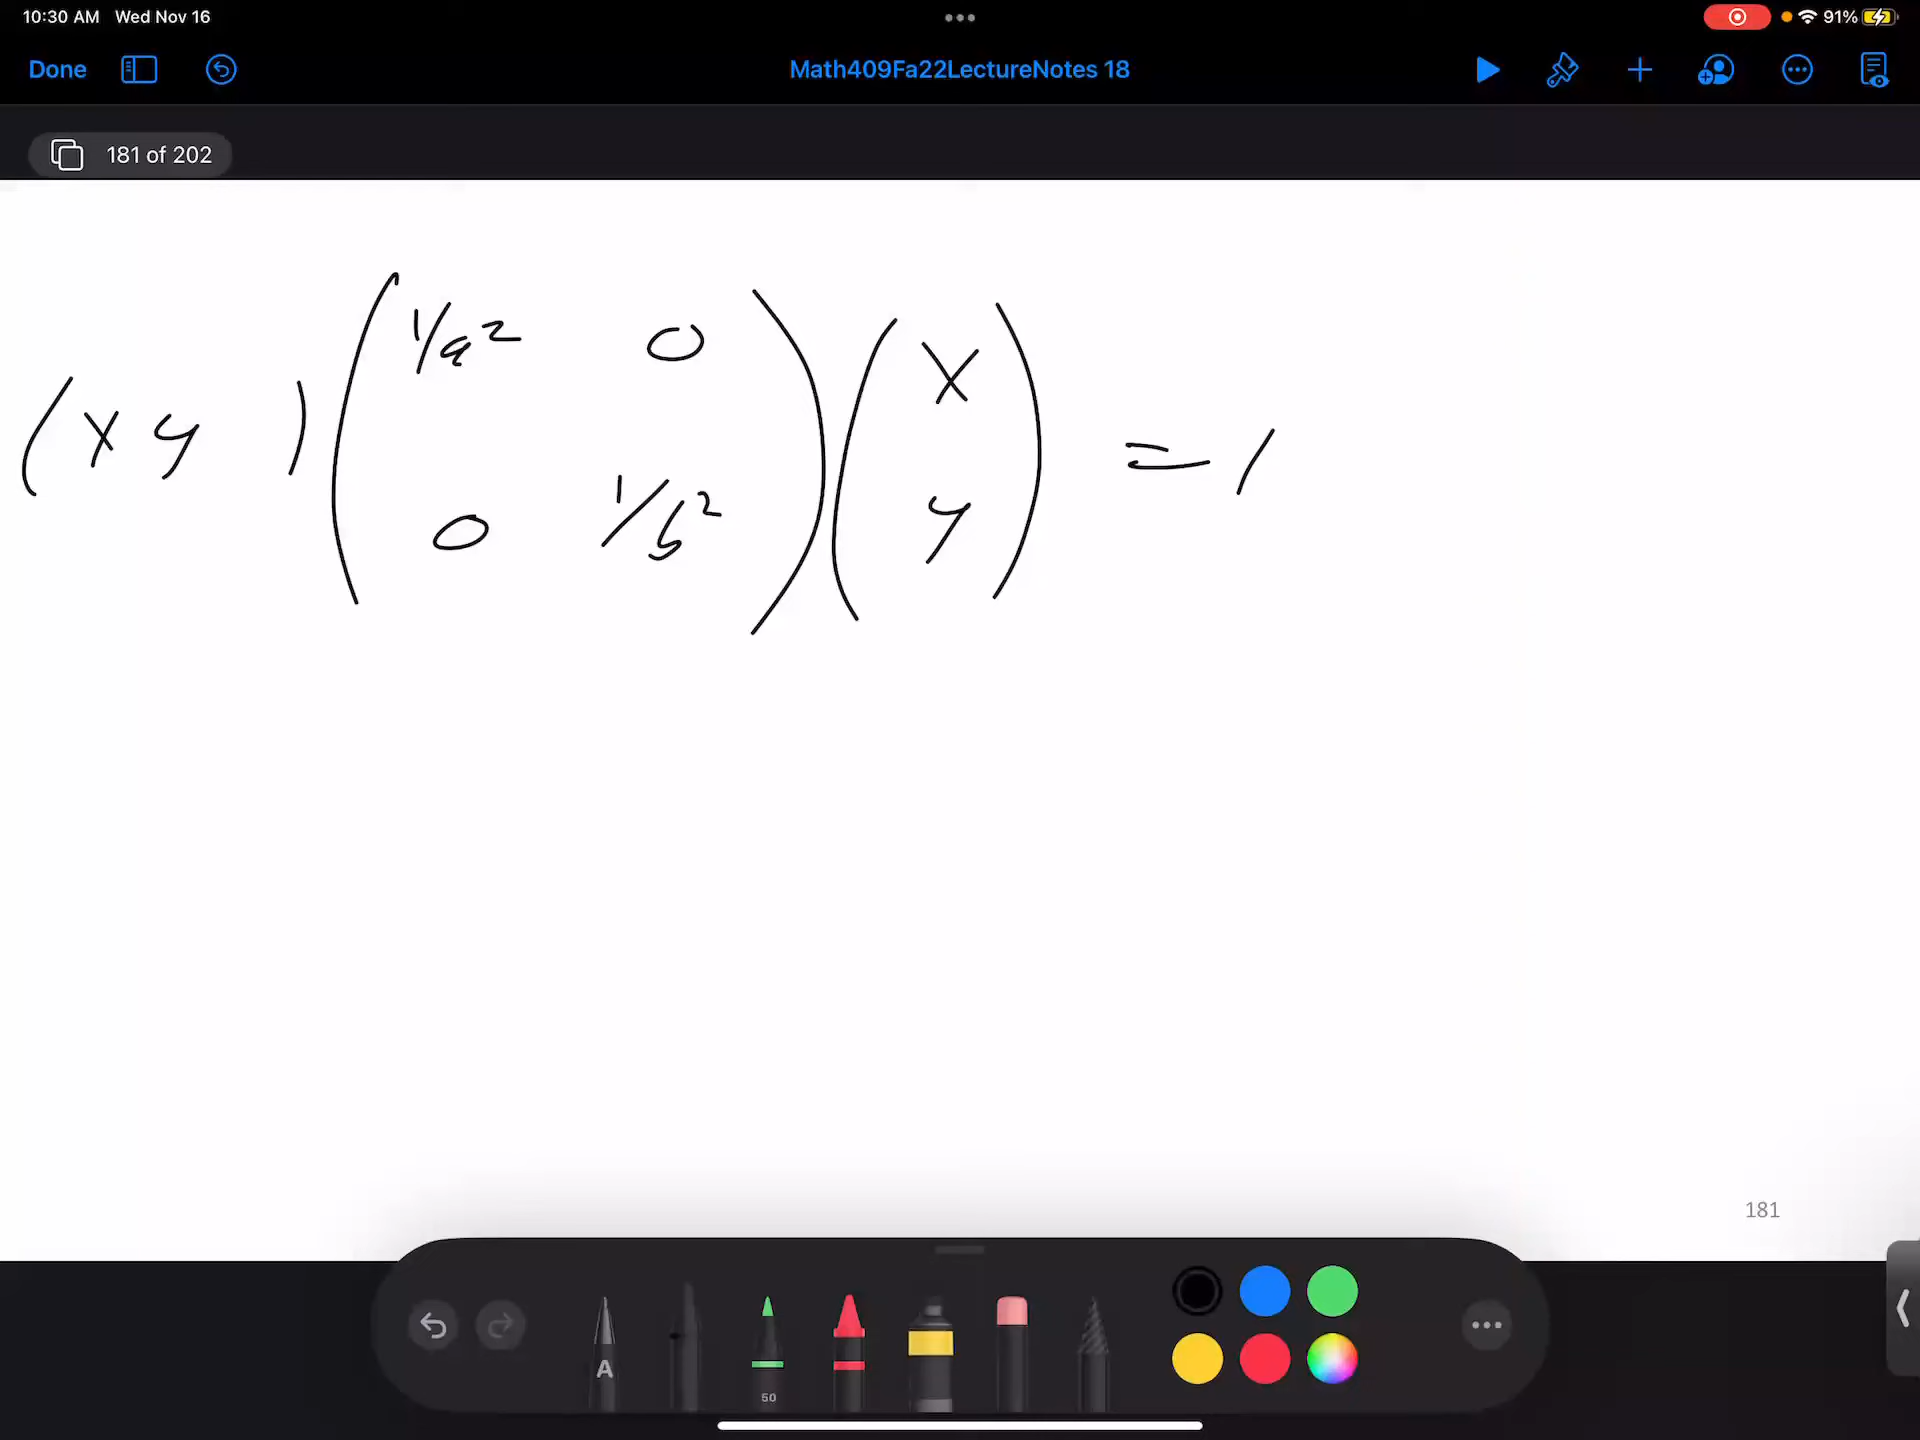 10:30 AM Wed Nov 16
91%
Done
Math409Fa22LectureNotes 18
181 of 202
(x y) ( 1/a² 0 ) ( x ) = 1
( 0 1/b² ) ( y )
181
A
50